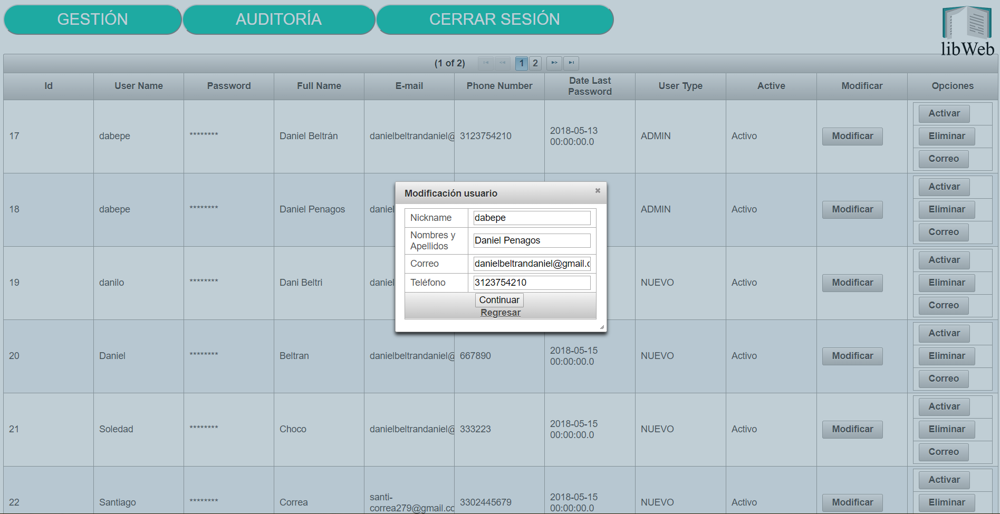 GESTIÓN AUDITORÍA CERRAR SESIÓN
libWeb
(1 of 2) 1 2
Id User Name Password Full Name E-mail Phone Number Date Last Password User Type Active Modificar Opciones
17 dabepe ******** Daniel Beltrán danielbeltrandaniel@ 3123754210 2018-05-13 00:00:00.0 ADMIN Activo Modificar Activar Eliminar Correo
18 dabepe ******** Daniel Penagos daniel ADMIN Activo Modificar Activar Eliminar Correo
19 danilo ******** Dani Beltri daniel NUEVO Activo Modificar Activar Eliminar Correo
Modificación usuario
Nickname dabepe
Nombres y Apellidos Daniel Penagos
Correo danielbeltrandaniel@gmail.c
Teléfono 3123754210
Continuar
Regresar
20 Daniel ******** Beltran danielbeltrandaniel@ 667890 2018-05-15 00:00:00.0 NUEVO Activo Modificar Activar Eliminar Correo
21 Soledad ******** Choco danielbeltrandaniel@ 333223 2018-05-15 00:00:00.0 NUEVO Activo Modificar Activar Eliminar Correo
22 Santiago ******** Correa santi-correa279@gmail.co 3302445679 2018-05-15 00:00:00.0 NUEVO Activo Modificar Activar Eliminar